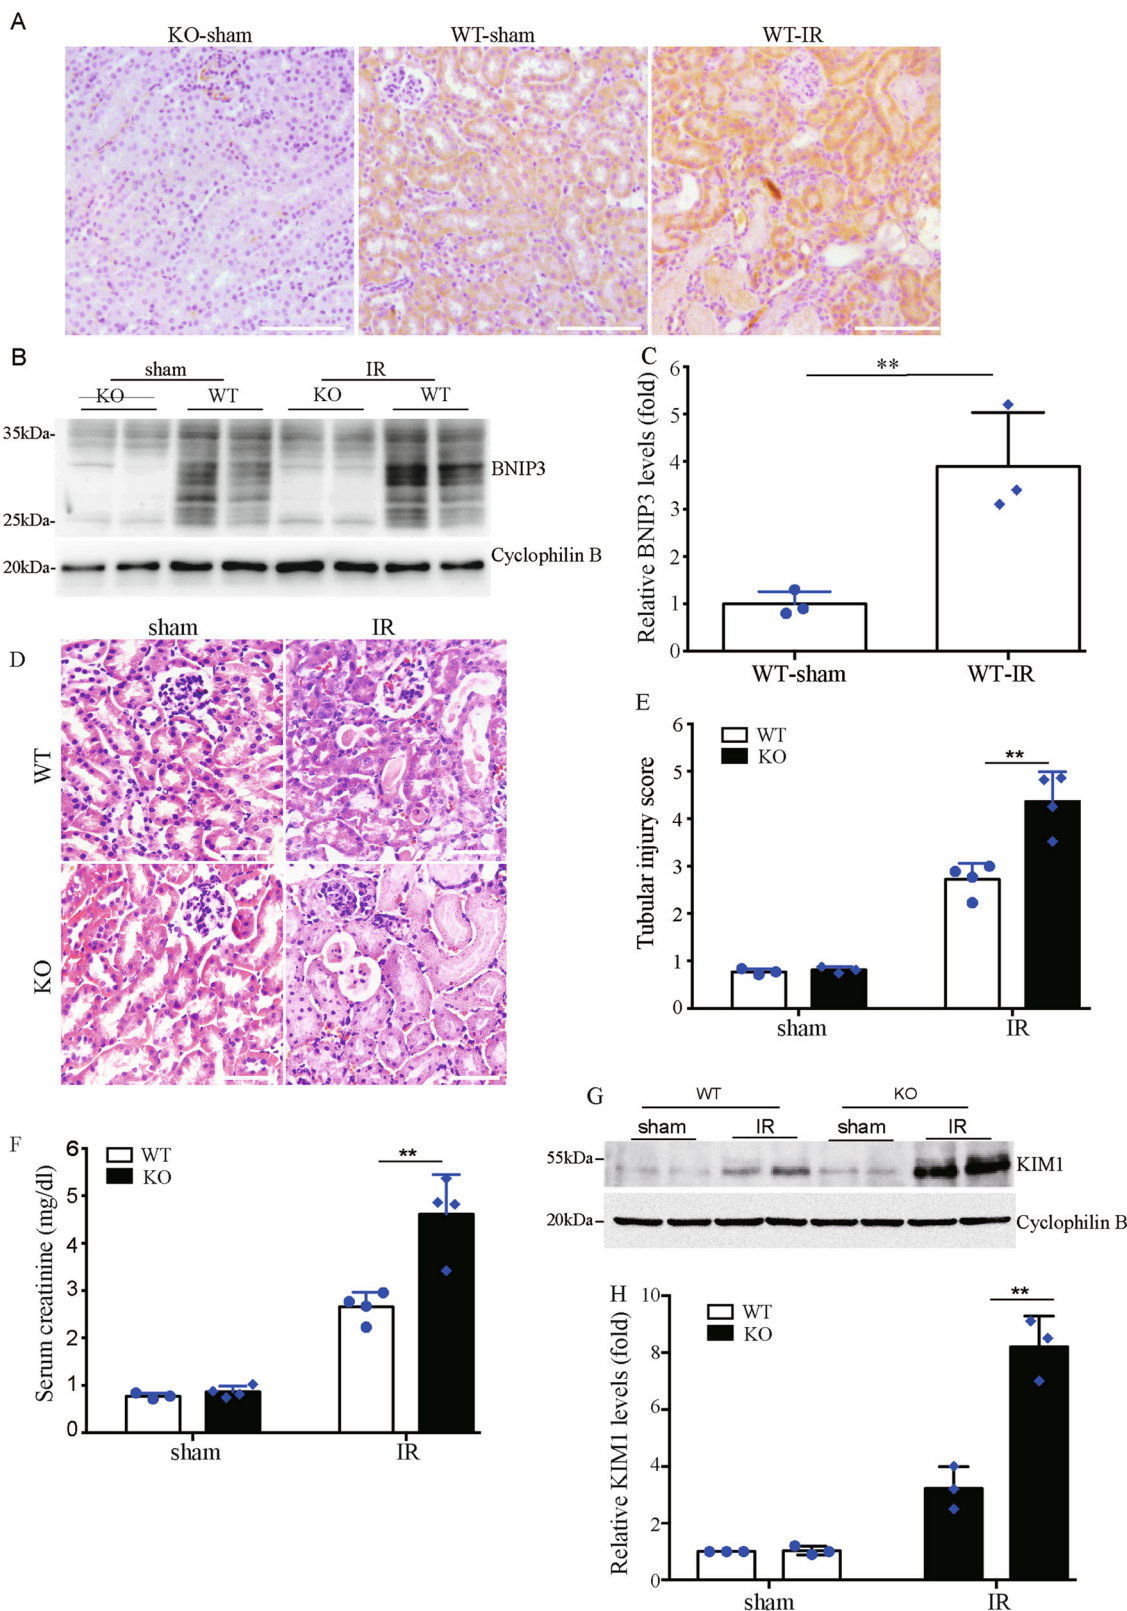 A
KO-sham WT-sham WT-IR
B
sham IR
KO WT KO WT
35kDa-
BNIP3
25kDa-
Cyclophilin B
20kDa-
C
Relative BNIP3 levels (fold)
6
5
4
3
2
1
0
**
WT-sham WT-IR
D
sham IR
WT
KO
E
Tubular injury score
6
5
4
3
2
1
0
WT
KO
**
sham IR
F
Serum creatinine (mg/dl)
6
5
4
3
2
1
0
WT
KO
**
sham IR
G
WT KO
sham IR sham IR
55kDa
KIM1
20kDa
Cyclophilin B
H
Relative KIM1 levels (fold)
10
8
6
4
2
0
WT
KO
**
sham IR